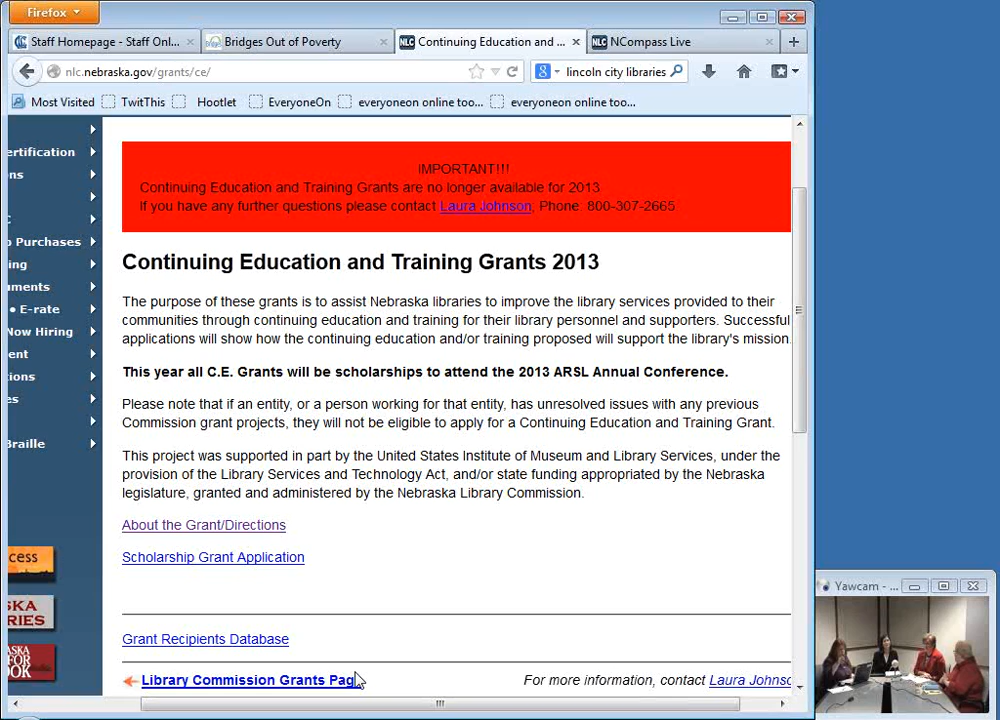 Firefox
Staff Homepage - Staff Onl...
Bridges Out of Poverty
NLC Continuing Education and ...
NLC NCompass Live
nlc.nebraska.gov/grants/ce/
lincoln city libraries
Most Visited TwitThis Hootlet EveryoneOn everyoneon online too... everyoneon online too...
ertification
ons
C
o Purchases
ing
uments
• E-rate
Now Hiring
ent
tions
es
Braille
cess
SKA
RIES
ASKA
FOR
OOK
IMPORTANT!!!
Continuing Education and Training Grants are no longer available for 2013
If you have any further questions please contact Laura Johnson, Phone: 800-307-2665
Continuing Education and Training Grants 2013
The purpose of these grants is to assist Nebraska libraries to improve the library services provided to their
communities through continuing education and training for their library personnel and supporters. Successful
applications will show how the continuing education and/or training proposed will support the library's mission.
This year all C.E. Grants will be scholarships to attend the 2013 ARSL Annual Conference.
Please note that if an entity, or a person working for that entity, has unresolved issues with any previous
Commission grant projects, they will not be eligible to apply for a Continuing Education and Training Grant.
This project was supported in part by the United States Institute of Museum and Library Services, under the
provision of the Library Services and Technology Act, and/or state funding appropriated by the Nebraska
legislature, granted and administered by the Nebraska Library Commission.
About the Grant/Directions
Scholarship Grant Application
Grant Recipients Database
Library Commission Grants Pag
For more information, contact Laura Johnso
Yawcam - ...